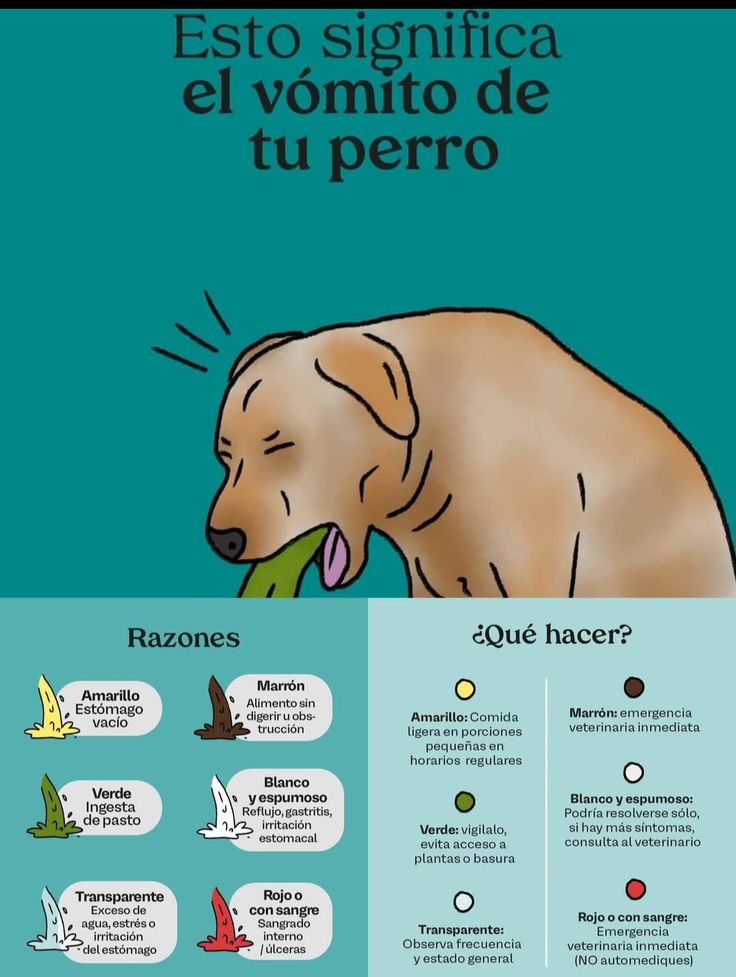 Esto significa
el vómito de
tu perro
Razones
Amarillo
Estómago
vacío
Marrón
Alimento sin
digerir u obs-
trucción
Verde
Ingesta
de pasto
Blanco
y espumoso
Reflujo, gastritis,
irritación
estomacal
Transparente
Exceso de
agua, estrés o
irritación
del estómago
Rojo o
con sangre
Sangrado
interno
/úlceras
¿Qué hacer?
Amarillo: Comida
ligera en porciones
pequeñas en
horarios regulares
Verde: vigilalo,
evita acceso a
plantas o basura
Transparente:
Observa frecuencia
y estado general
Marrón: emergencia
veterinaria inmediata
Blanco y espumoso:
Podría resolverse sólo,
si hay más síntomas,
consulta al veterinario
Rojo o con sangre:
Emergencia
veterinaria inmediata
(NO automediques)